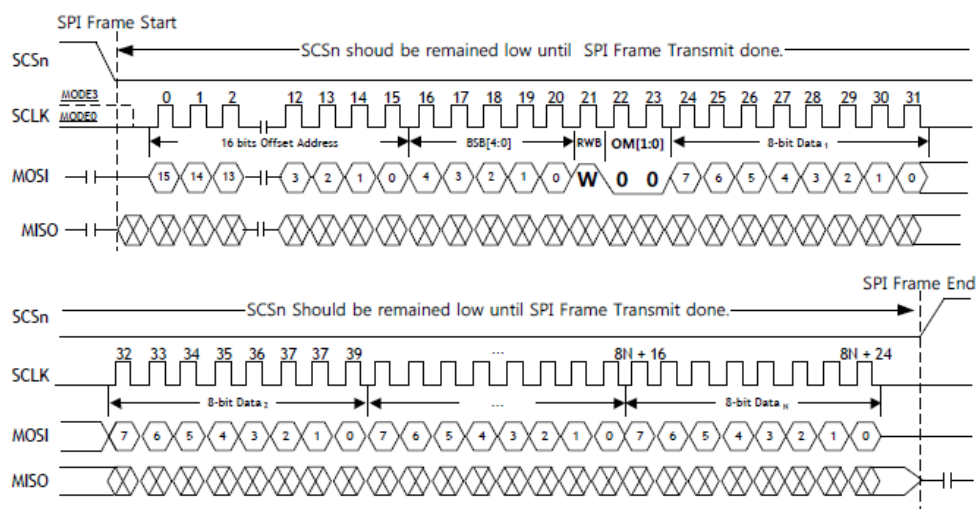 SPI Frame Start
SCSn shoud be remained low until SPI Frame Transmit done.
SCSn
MODE3 0 1 2 12 13 14 15 16 17 18 19 20 21 22 23 24 25 26 27 28 29 30 31
SCLK MODE0
16 bits Offset Address BSB[4:0] RWB OM[1:0] 8-bit Data 1
MOSI 15 14 13 3 2 1 0 4 3 2 1 0 W 0 0 7 6 5 4 3 2 1 0
MISO
SPI Frame End
SCSn Should be remained low until SPI Frame Transmit done.
SCSn
32 33 34 35 36 37 37 39 ... 8N + 16 8N + 24
SCLK
8-bit Data 2 ... 8-bit Data N
MOSI 7 6 5 4 3 2 1 0 7 6 5 4 3 2 1 0 7 6 5 4 3 2 1 0
MISO